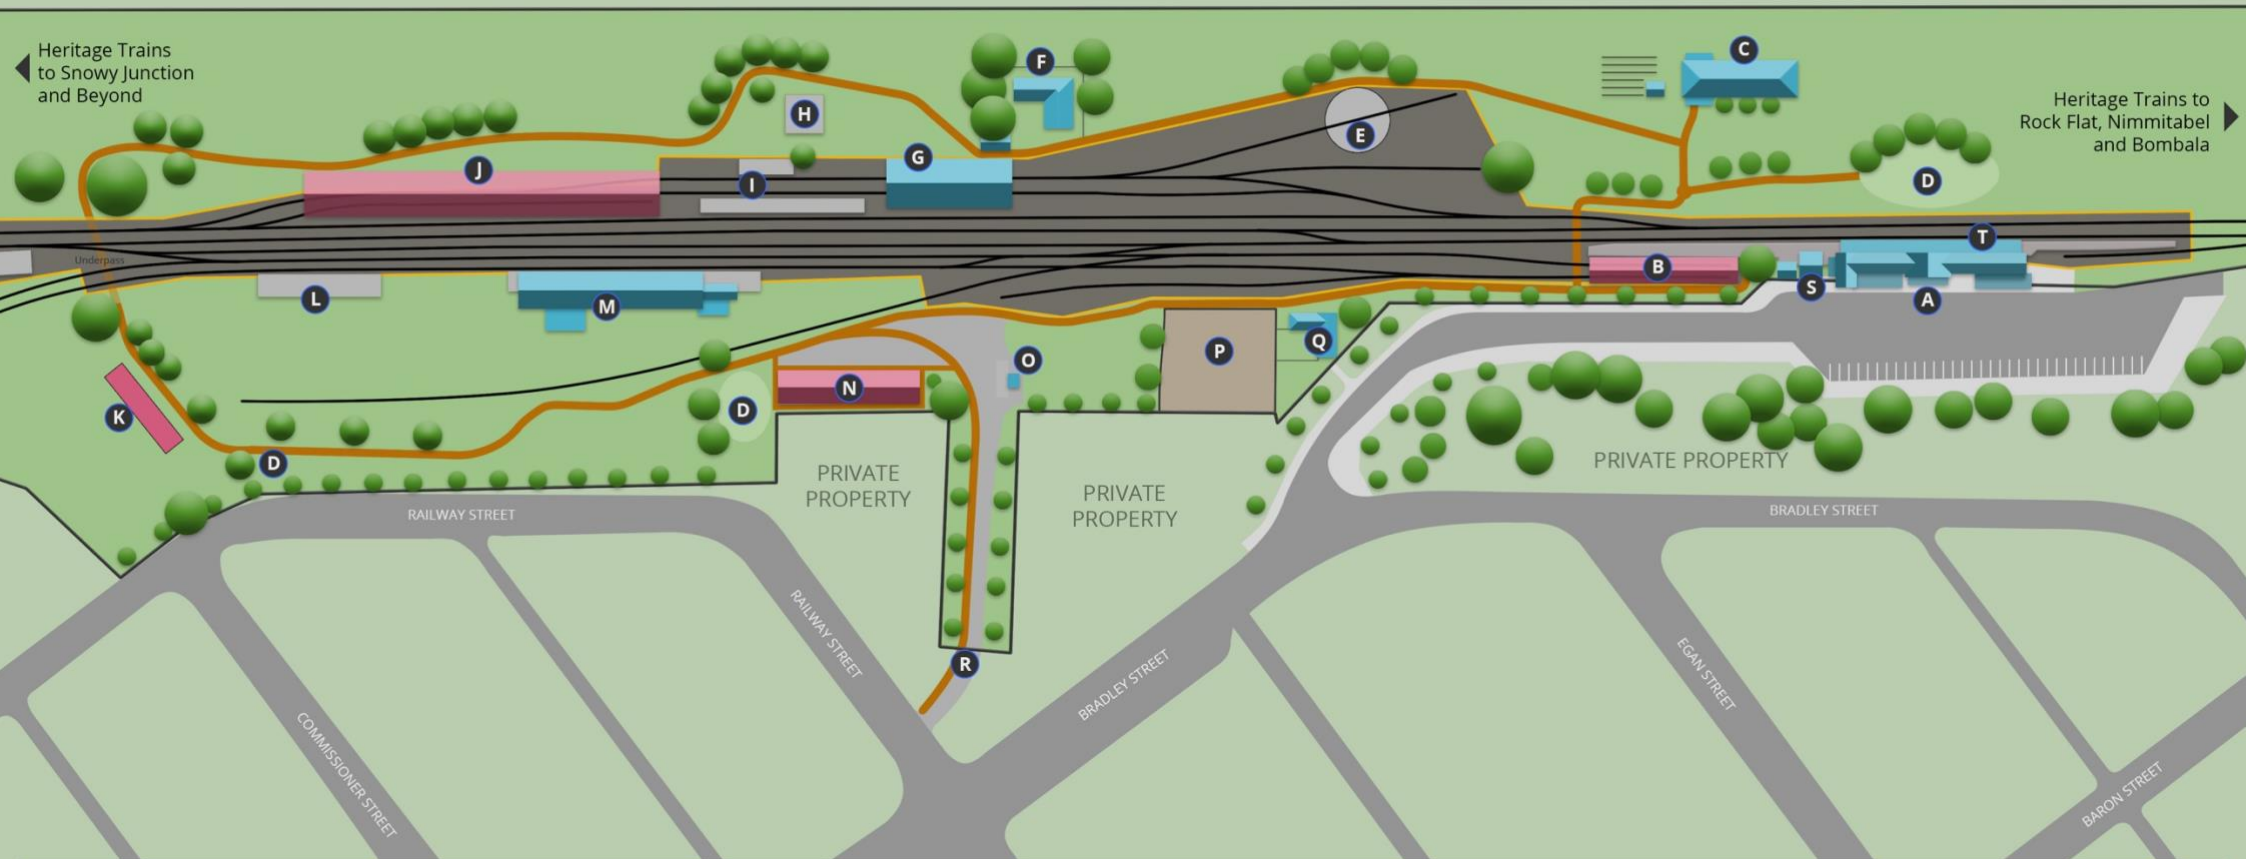 Heritage Trains
to Snowy Junction
and Beyond
F
C
Heritage Trains to
Rock Flat, Nimmitabel
and Bombala
H
E
J
I
G
D
T
Underpass
B
L
M
S
A
P
Q
K
N
O
D
D
PRIVATE
PROPERTY
PRIVATE
PROPERTY
PRIVATE PROPERTY
RAILWAY STREET
BRADLEY STREET
RAILWAY STREET
R
BRADLEY STREET
EGAN STREET
COMMISSIONER STREET
BARON STREET